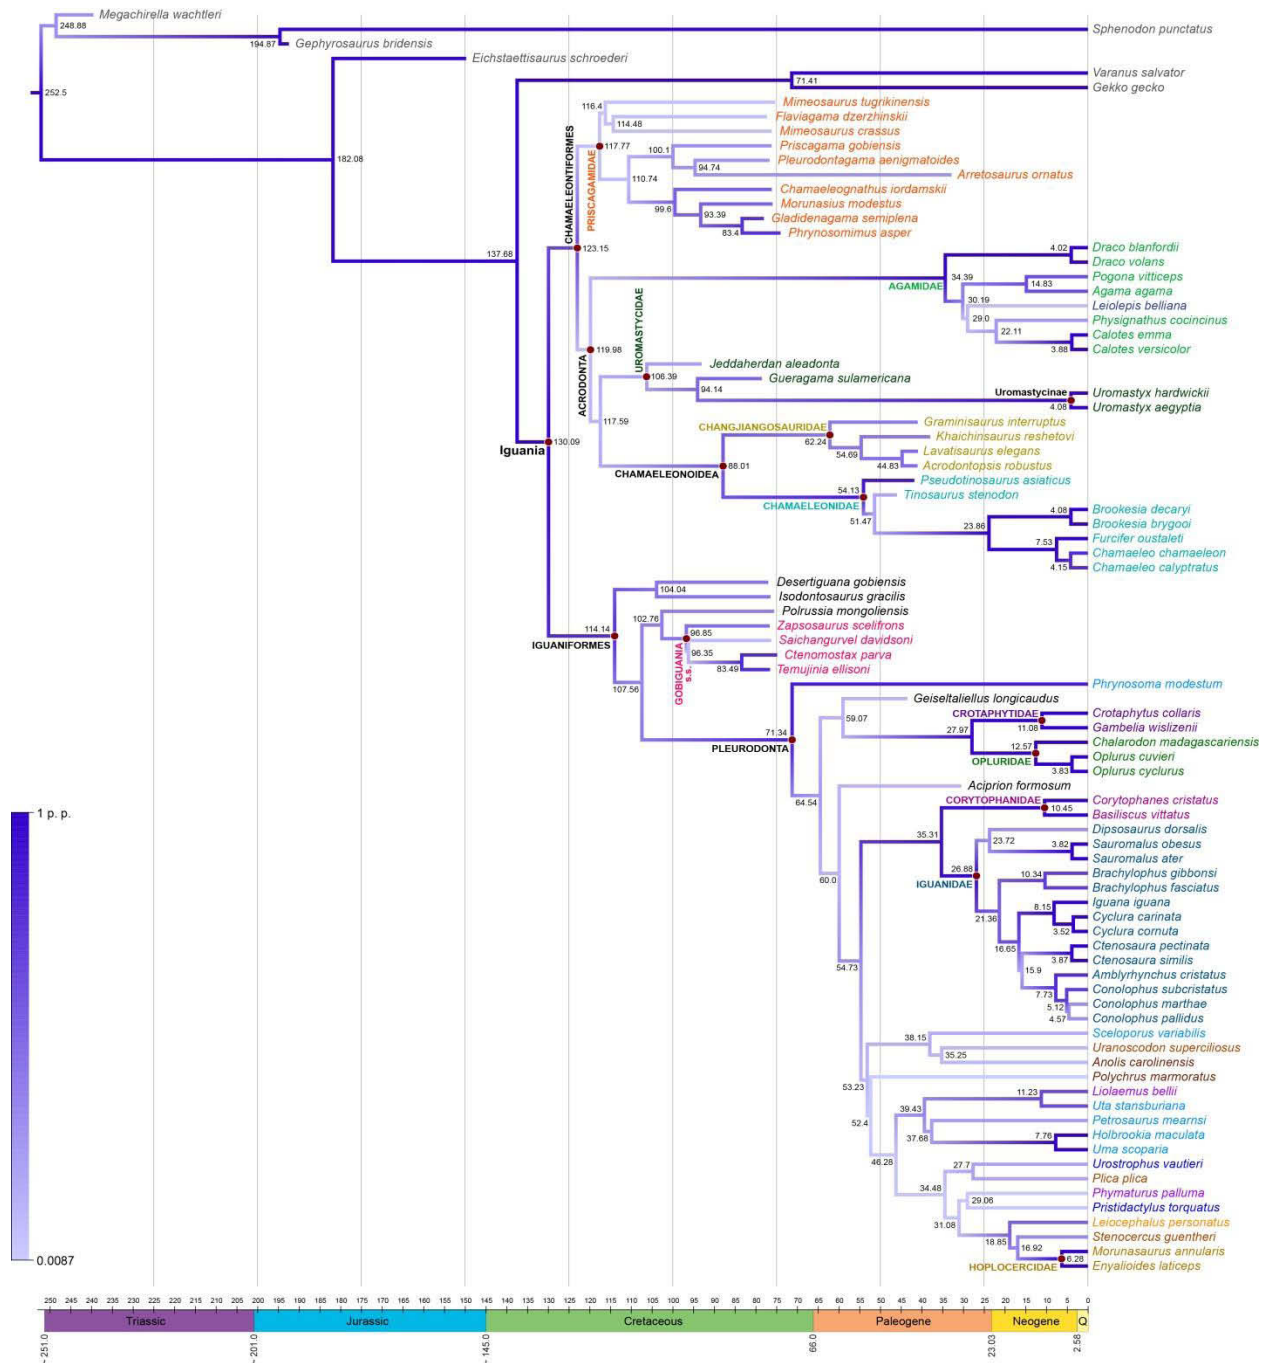 Megachirella wachtleri
248.88
Sphenodon punctatus
194.87
Gephyrosaurus bridensis
Eichstaettisaurus schroederi
252.5
182.08
137.68
71.41
Varanus salvator
Gekko gecko
Mimeosaurus tugrikinensis
116.4
Flaviagama dzerzhinskii
114.48
Mimeosaurus crassus
117.77
PRISCAGAMIDAE
CHAMAELEONTIFORMES
100.1
Priscagama gobiensis
Pleurodontagama aenigmatoides
94.74
Arretosaurus ornatus
110.74
Chamaeleognathus iordamskii
99.6
Morunasius modestus
93.39
Gladidenagama semiplena
83.4
Phrynosomimus asper
123.15
4.02
Draco blanfordii
Draco volans
34.39
AGAMIDAE
Pogona vitticeps
14.83
Agama agama
30.19
Leiolepis belliana
29.0
Physignathus cocincinus
22.11
Calotes emma
3.88
Calotes versicolor
119.98
ACRODONTA
UROMASTYCIDAE
Jeddaherdan aleadonta
106.39
Gueragama sulamericana
94.14
Uromastycinae
Uromastyx hardwickii
4.08
Uromastyx aegyptia
117.59
CHANGJIANGOSAURIDAE
Graminisaurus interruptus
62.24
Khaichinsaurus reshetovi
54.69
Lavatisaurus elegans
44.83
Acrodontopsis robustus
Iguania
130.09
CHAMAELEONOIDEA
88.01
Pseudotinosaurus asiaticus
54.13
CHAMAELEONIDAE
Tinosaurus stenodon
51.47
4.08
Brookesia decaryi
Brookesia brygooi
23.86
Furcifer oustaleti
7.53
Chamaeleo chamaeleon
4.15
Chamaeleo calyptratus
Desertiguana gobiensis
104.04
Isodontosaurus gracilis
114.14
IGUANIFORMES
Polrussia mongoliensis
102.76
Zapsosaurus scelifrons
96.85
Saichangurvel davidsoni
96.35
GOBIGUANIA
s.s.
Ctenomostax parva
83.49
Temujinia ellisoni
107.56
Phrynosoma modestum
71.34
PLEURODONTA
Geiseltaliellus longicaudus
59.07
CROTAPHYTIDAE
Crotaphytus collaris
11.08
Gambelia wislizenii
27.97
12.57
Chalarodon madagascariensis
OPLURIDAE
Oplurus cuvieri
3.83
Oplurus cyclurus
64.54
Aciprion formosum
CORYTOPHANIDAE
Corytophanes cristatus
10.45
Basiliscus vittatus
35.31
Dipsosaurus dorsalis
23.72
3.82
Sauromalus obesus
Sauromalus ater
26.88
IGUANIDAE
60.0
10.34
Brachylophus gibbonsi
Brachylophus fasciatus
21.36
8.15
Iguana iguana
Cyclura carinata
3.52
Cyclura cornuta
16.65
Ctenosaura pectinata
3.87
Ctenosaura similis
54.73
15.9
Amblyrhynchus cristatus
7.73
Conolophus subcristatus
5.12
Conolophus marthae
4.57
Conolophus pallidus
38.15
Sceloporus variabilis
Uranoscodon superciliosus
35.25
Anolis carolinensis
53.23
Polychrus marmoratus
52.4
11.23
Liolaemus bellii
Uta stansburiana
39.43
Petrosaurus mearnsi
37.68
7.76
Holbrookia maculata
Uma scoparia
46.28
27.7
Urostrophus vautieri
Plica plica
34.48
Phymaturus palluma
29.06
Pristidactylus torquatus
31.08
Leiocephalus personatus
18.85
Stenocercus guentheri
16.92
Morunasaurus annularis
6.28
HOPLOCERCIDAE
Enyalioides laticeps
1 p. p.
0.0087
250 245 240 235 230 225 220 215 210 205 200 195 190 185 180 175 170 165 160 155 150 145 140 135 130 125 120 115 110 105 100 95 90 85 80 75 70 65 60 55 50 45 40 35 30 25 20 15 10 5 0
Triassic Jurassic Cretaceous Paleogene Neogene Q
~ 251.0 ~ 201.0 ~ 145.0 66.0 23.03 2.58